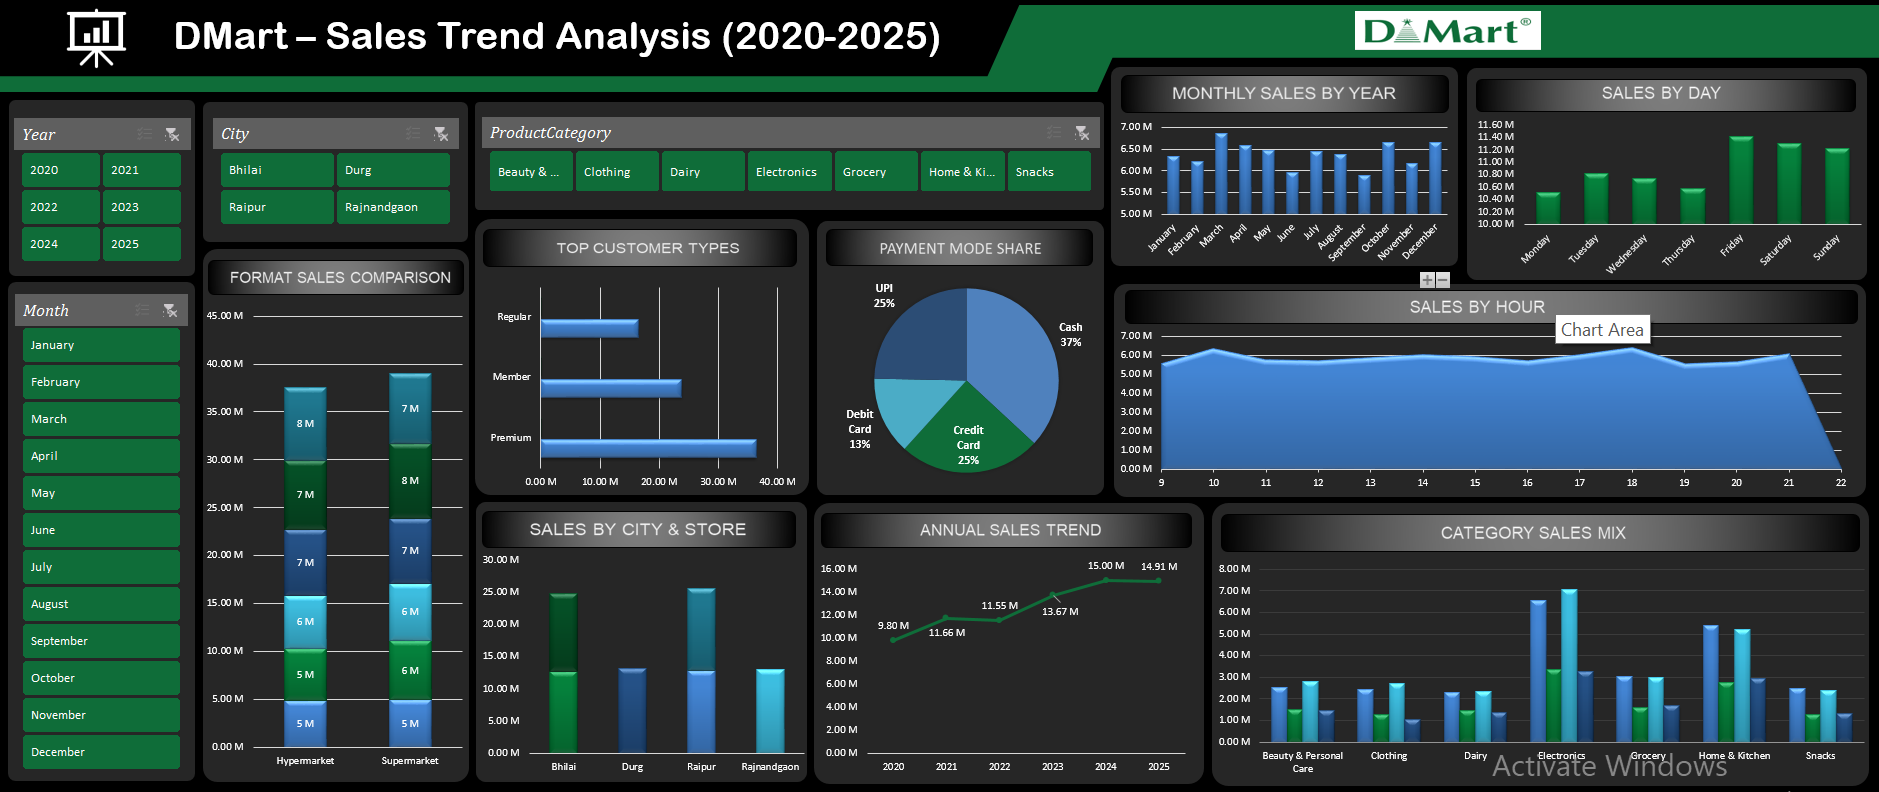 DMart – Sales Trend Analysis (2020-2025)
D Mart®
Year
2020
2021
2022
2023
2024
2025
City
Bhilai
Durg
Raipur
Rajnandgaon
ProductCategory
Beauty & ...
Clothing
Dairy
Electronics
Grocery
Home & Ki...
Snacks
Month
January
February
March
April
May
June
July
August
September
October
November
December
FORMAT SALES COMPARISON
45.00 M
40.00 M
35.00 M
30.00 M
25.00 M
20.00 M
15.00 M
10.00 M
5.00 M
0.00 M
8 M
7 M
7 M
6 M
5 M
5 M
7 M
8 M
7 M
6 M
6 M
5 M
Hypermarket
Supermarket
TOP CUSTOMER TYPES
Regular
Member
Premium
0.00 M
10.00 M
20.00 M
30.00 M
40.00 M
PAYMENT MODE SHARE
UPI
25%
Cash
37%
Debit
Card
13%
Credit
Card
25%
MONTHLY SALES BY YEAR
7.00 M
6.50 M
6.00 M
5.50 M
5.00 M
January
February
March
April
May
June
July
August
September
October
November
December
SALES BY DAY
11.60 M
11.40 M
11.20 M
11.00 M
10.80 M
10.60 M
10.40 M
10.20 M
10.00 M
Monday
Tuesday
Wednesday
Thursday
Friday
Saturday
Sunday
SALES BY HOUR
Chart Area
7.00 M
6.00 M
5.00 M
4.00 M
3.00 M
2.00 M
1.00 M
0.00 M
9
10
11
12
13
14
15
16
17
18
19
20
21
22
SALES BY CITY & STORE
30.00 M
25.00 M
20.00 M
15.00 M
10.00 M
5.00 M
0.00 M
Bhilai
Durg
Raipur
Rajnandgaon
ANNUAL SALES TREND
16.00 M
14.00 M
12.00 M
10.00 M
8.00 M
6.00 M
4.00 M
2.00 M
0.00 M
9.80 M
11.66 M
11.55 M
13.67 M
15.00 M
14.91 M
2020
2021
2022
2023
2024
2025
CATEGORY SALES MIX
8.00 M
7.00 M
6.00 M
5.00 M
4.00 M
3.00 M
2.00 M
1.00 M
0.00 M
Beauty & Personal
Care
Clothing
Dairy
Electronics
Grocery
Home & Kitchen
Snacks
Activate Windows